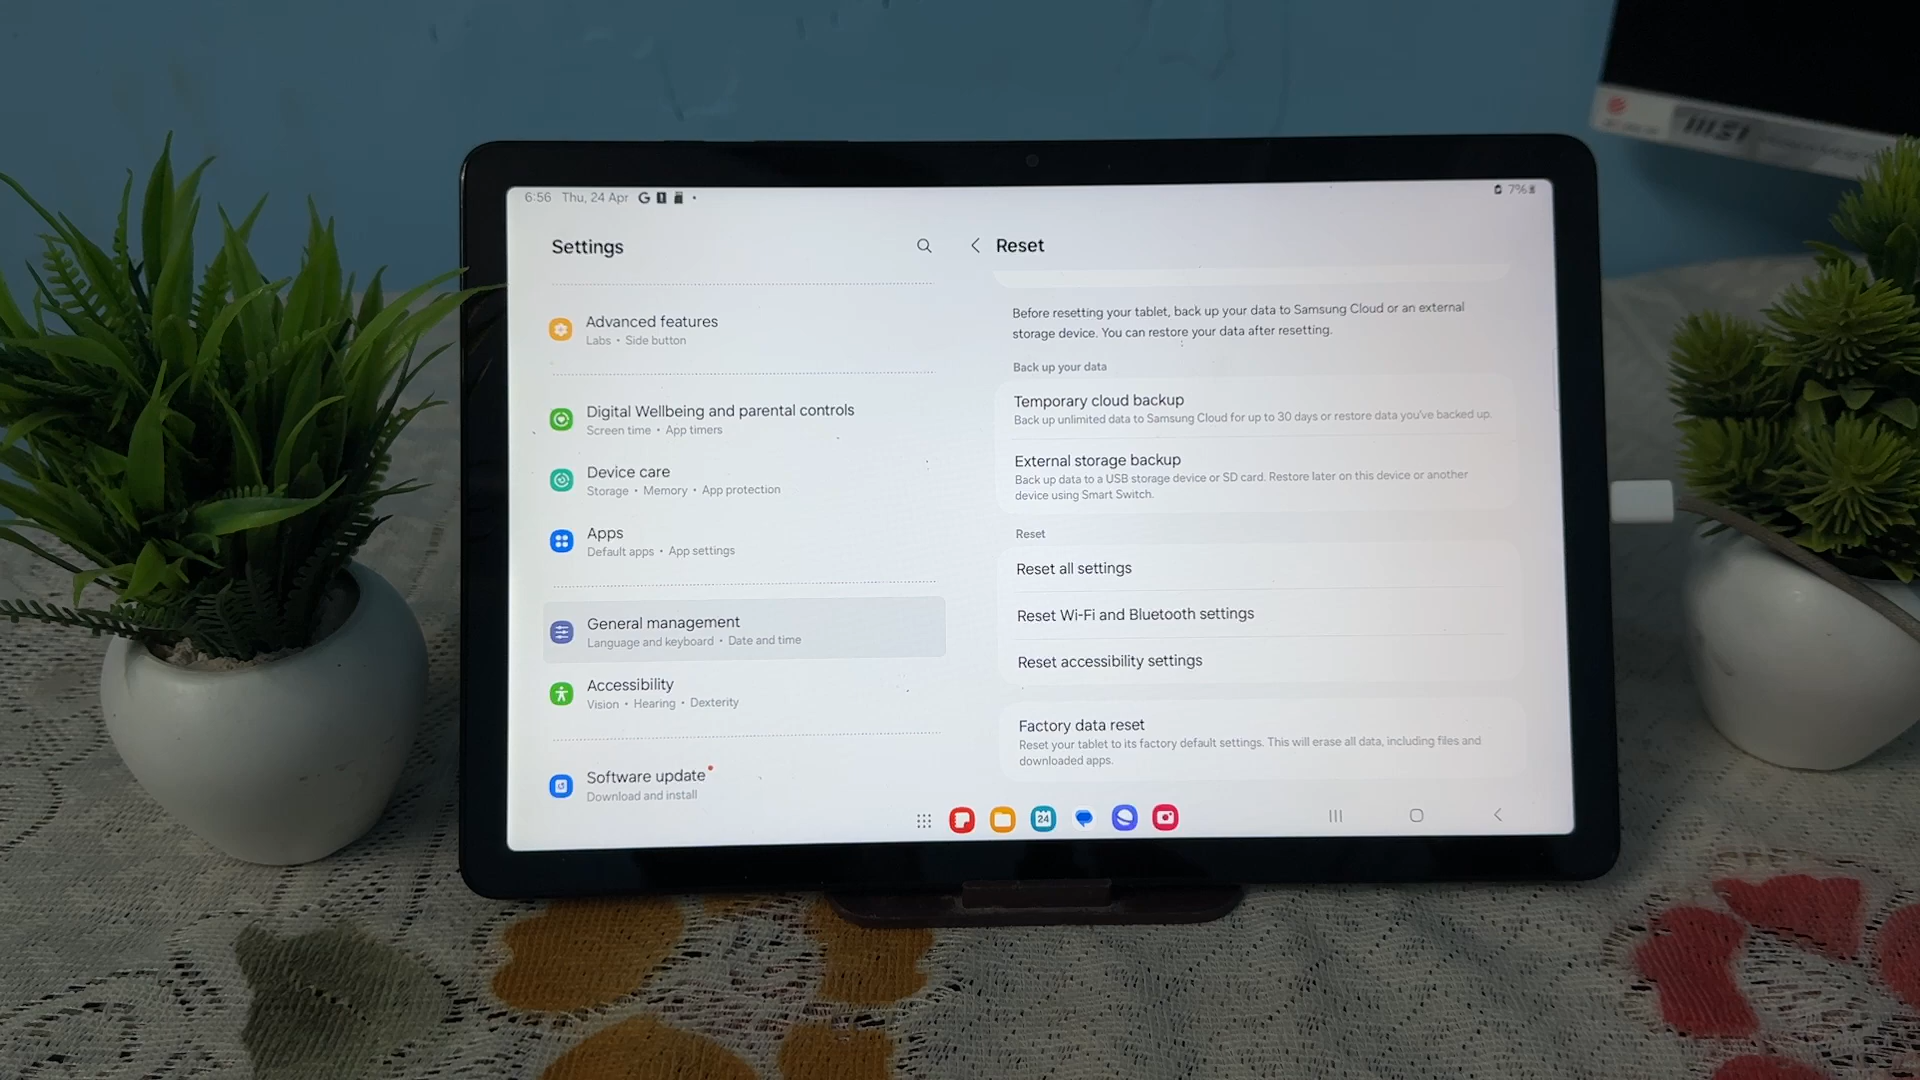 6:56 Thu, 24 Apr G
7%
Settings
Advanced features
Labs • Side button
Digital Wellbeing and parental controls
Screen time • App timers
Device care
Storage • Memory • App protection
Apps
Default apps • App settings
General management
Language and keyboard • Date and time
Accessibility
Vision • Hearing • Dexterity
Software update
Download and install
Reset
Before resetting your tablet, back up your data to Samsung Cloud or an external
storage device. You can restore your data after resetting.
Back up your data
Temporary cloud backup
Back up unlimited data to Samsung Cloud for up to 30 days or restore data you've backed up.
External storage backup
Back up data to a USB storage device or SD card. Restore later on this device or another
device using Smart Switch.
Reset
Reset all settings
Reset Wi-Fi and Bluetooth settings
Reset accessibility settings
Factory data reset
Reset your tablet to its factory default settings. This will erase all data, including files and
downloaded apps.
24
msi